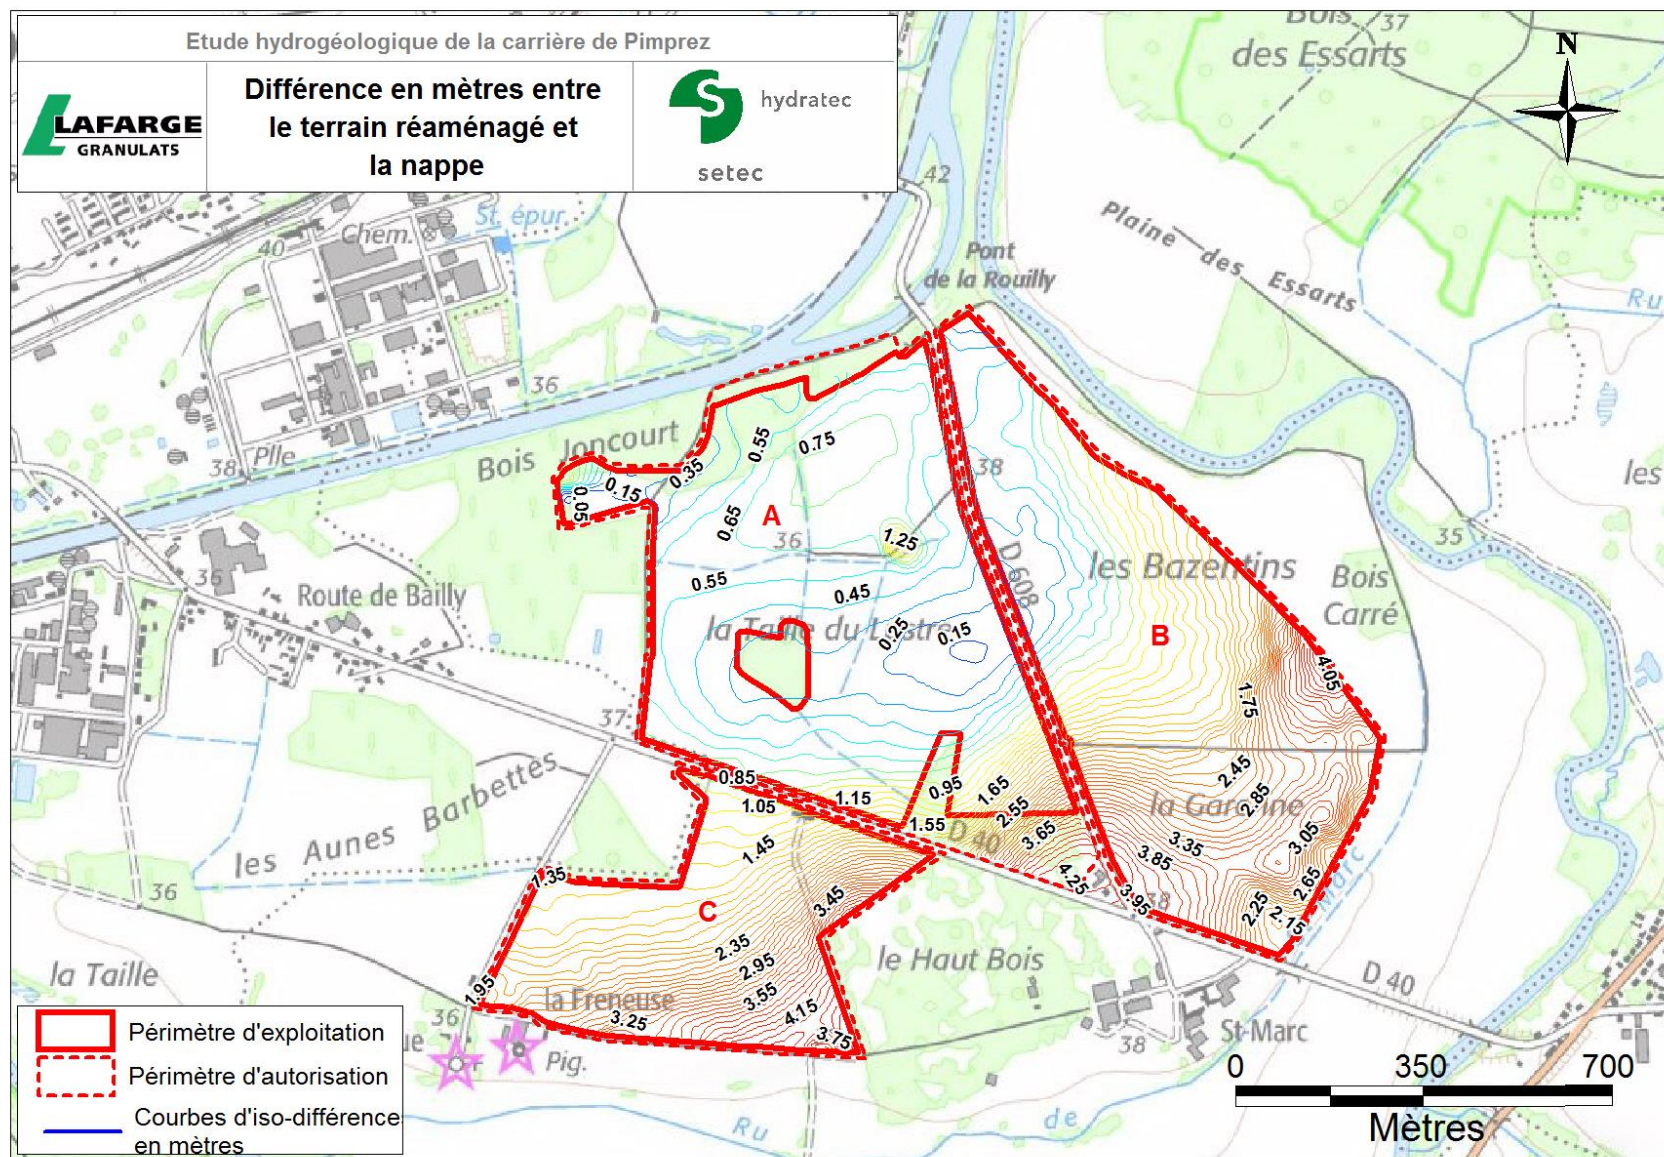 Etude hydrogéologique de la carrière de Pimprez
LAFARGE
GRANULATS
Différence en mètres entre
le terrain réaménagé et
la nappe
S
hydratec
setec
Bois
des Essarts
37
N
42
St. épur.
Chem.
40
Plaine des Essarts
Pont
de la Rouilly
Ru
36
38
Plle
Bois Joncourt
0.35
0.55
0.75
0.15
0.05
0.65
A
36
1.25
38
D 608
les Bazentins
Bois
Carré
35
les
36
Route de Bailly
0.55
0.45
0.25
0.15
la Taille du Lustre
B
4.05
1.75
37
les Aunes Barbettes
0.85
1.05
1.15
0.95
1.65
2.55
1.55
3.65
D 40
4.25
2.45
2.85
la Garenne
3.05
3.35
3.85
3.95
38
2.65
2.25
2.15
Marc
1.45
1.35
C
3.45
36
2.35
2.95
3.55
4.15
3.75
3.25
1.95
la Freneuse
la Taille
le Haut Bois
D 40
St-Marc
38
36
ue
Pig.
Ru
de
Périmètre d'exploitation
Périmètre d'autorisation
Courbes d'iso-différence
en mètres
0 350 700
Mètres